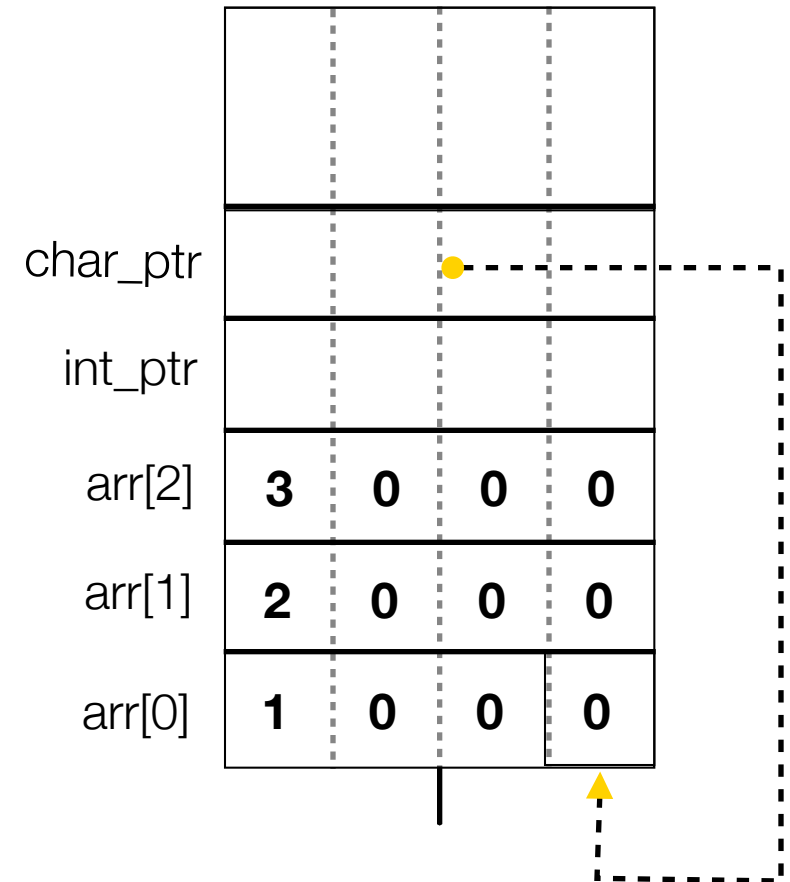 char_ptr
int_ptr
arr[2] 3 0 0 0
arr[1] 2 0 0 0
arr[0] 1 0 0 0